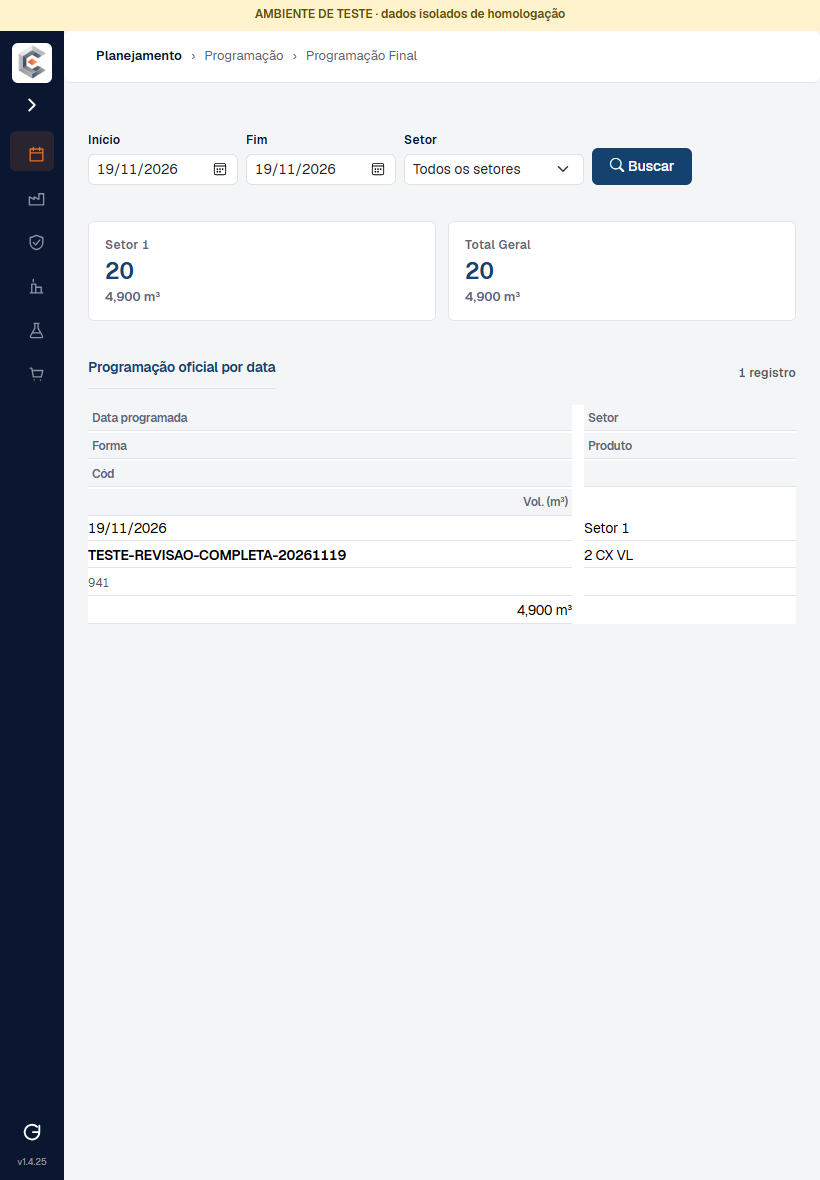 AMBIENTE DE TESTE · dados isolados de homologação
Planejamento › Programação › Programação Final
Início Fim Setor
19/11/2026 19/11/2026 Todos os setores Buscar
Setor 1 Total Geral
20 20
4,900 m³ 4,900 m³
Programação oficial por data
1 registro
Data programada Setor
Forma Produto
Cód
Vol. (m³)
19/11/2026 Setor 1
TESTE-REVISAO-COMPLETA-20261119 2 CX VL
941
4,900 m³
v1.4.25